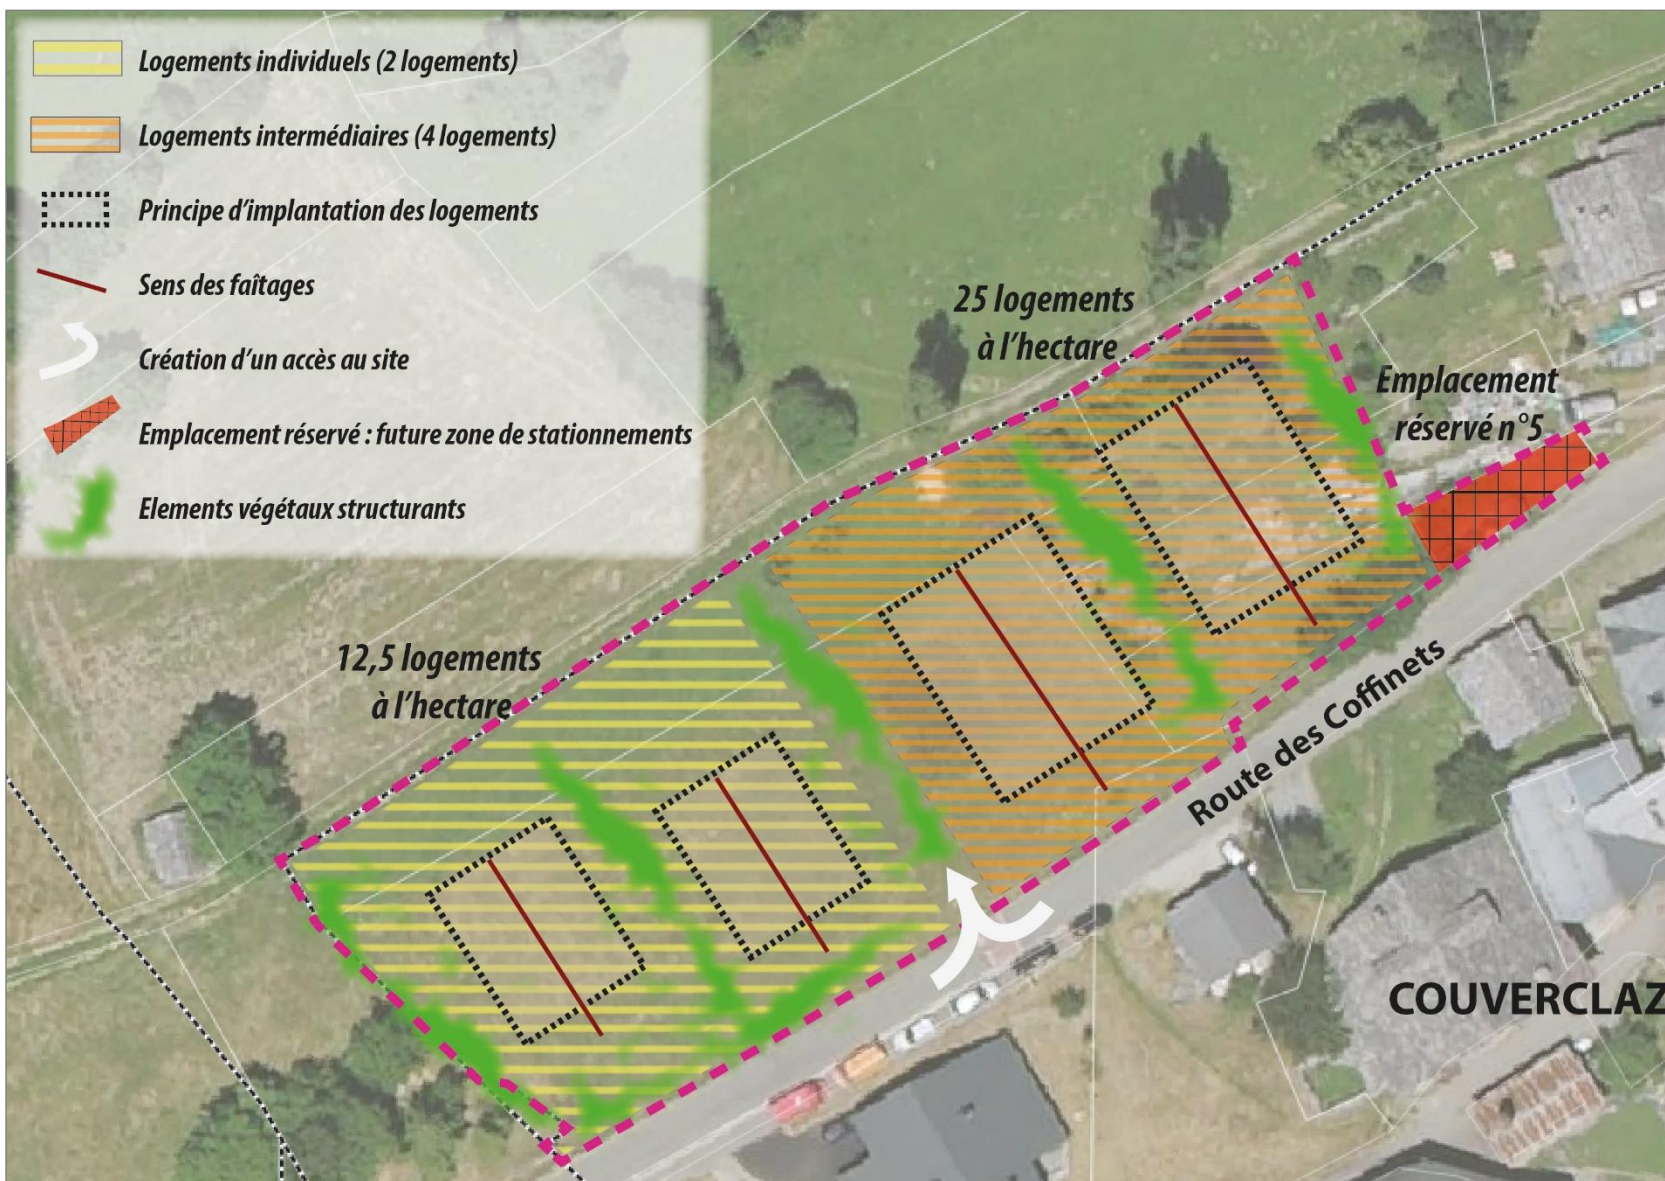 Logements individuels (2 logements)
Logements intermédiaires (4 logements)
Principe d'implantation des logements
Sens des faîtages
Création d'un accès au site
Emplacement réservé : future zone de stationnements
Elements végétaux structurants
25 logements
à l'hectare
Emplacement
réservé n°5
12,5 logements
à l'hectare
Route des Coffinets
COUVERCLAZ